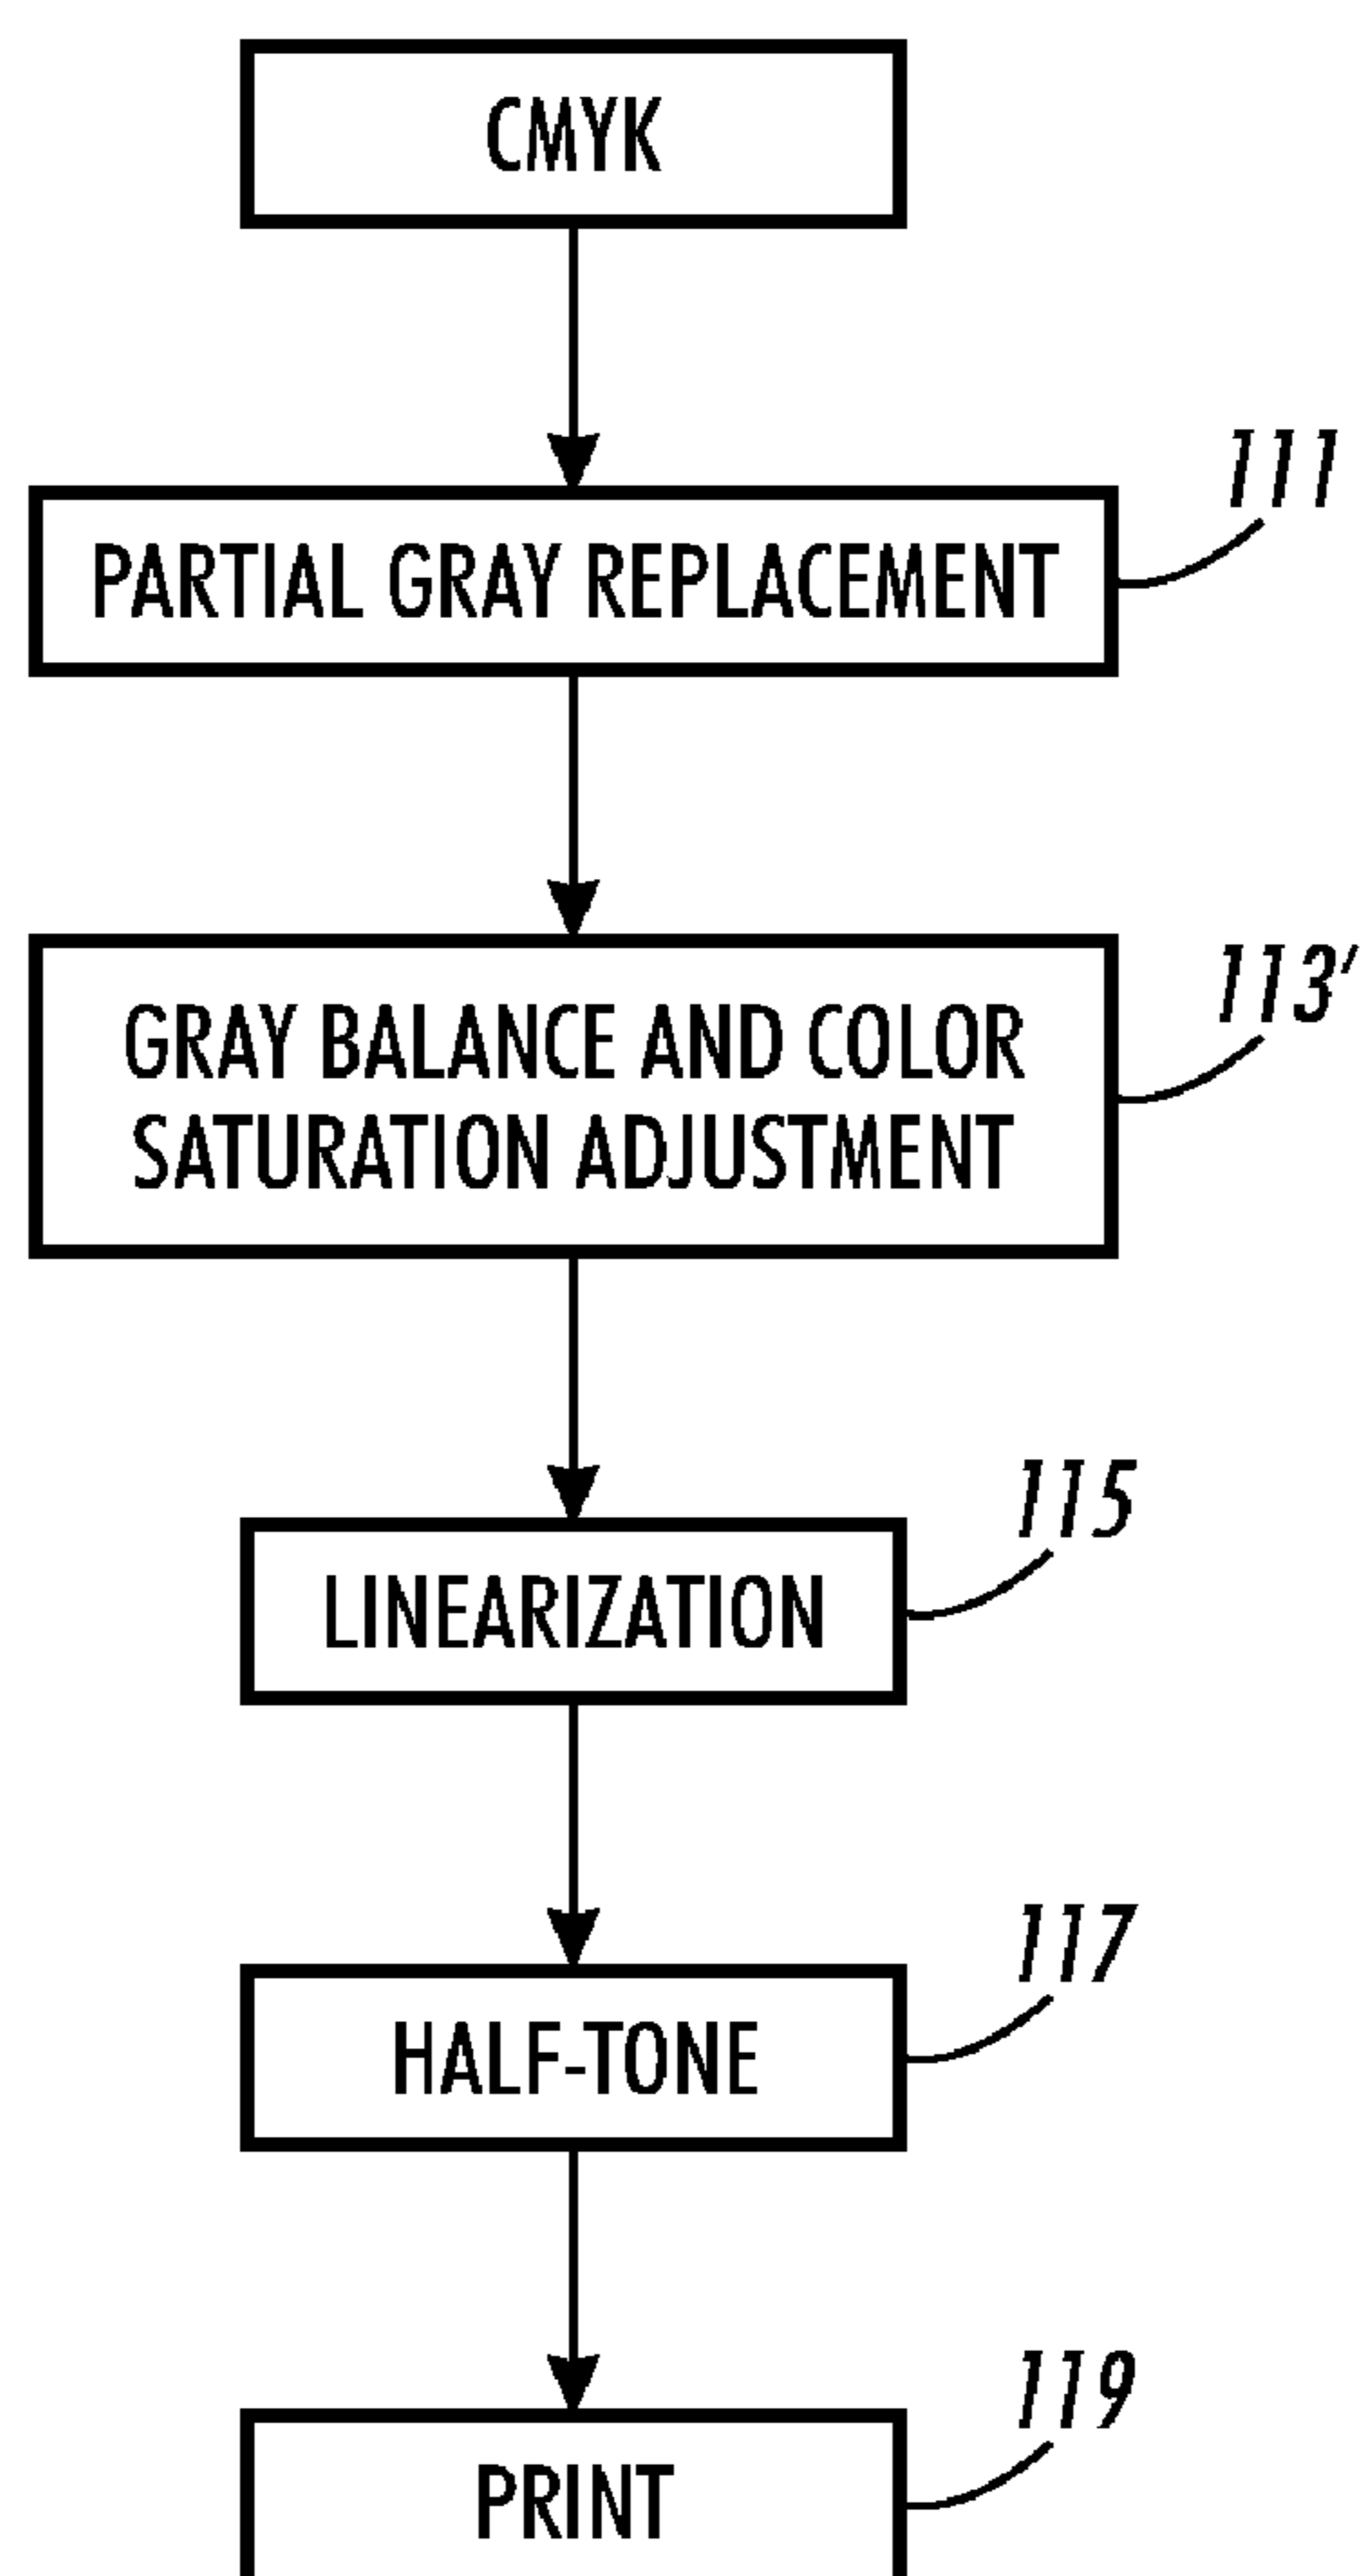 CMYK
111
PARTIAL GRAY REPLACEMENT
113'
GRAY BALANCE AND COLOR
SATURATION ADJUSTMENT
115
LINEARIZATION
117
HALF-TONE
119
PRINT